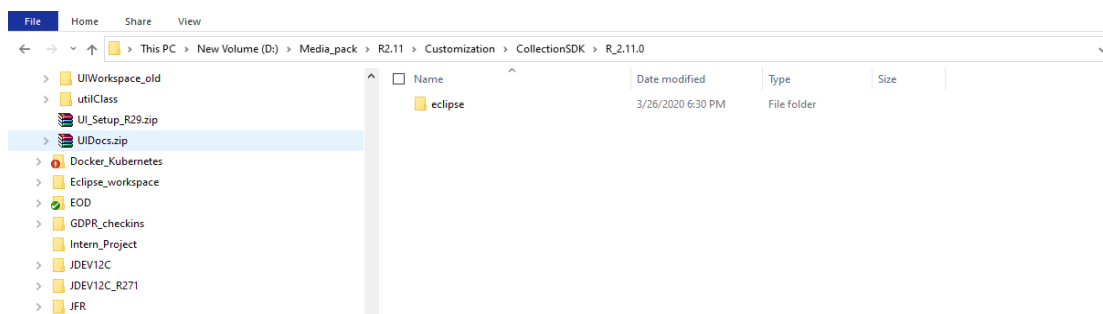 File Home Share View
This PC > New Volume (D:) > Media_pack > R2.11 > Customization > CollectionSDK > R_2.11.0
UIWorkspace_old
utilClass
UI_Setup_R29.zip
UIDocs.zip
Docker_Kubernetes
Eclipse_workspace
EOD
GDPR_checkins
Intern_Project
JDEV12C
JDEV12C_R271
JFR
Name Date modified Type Size
eclipse 3/26/2020 6:30 PM File folder